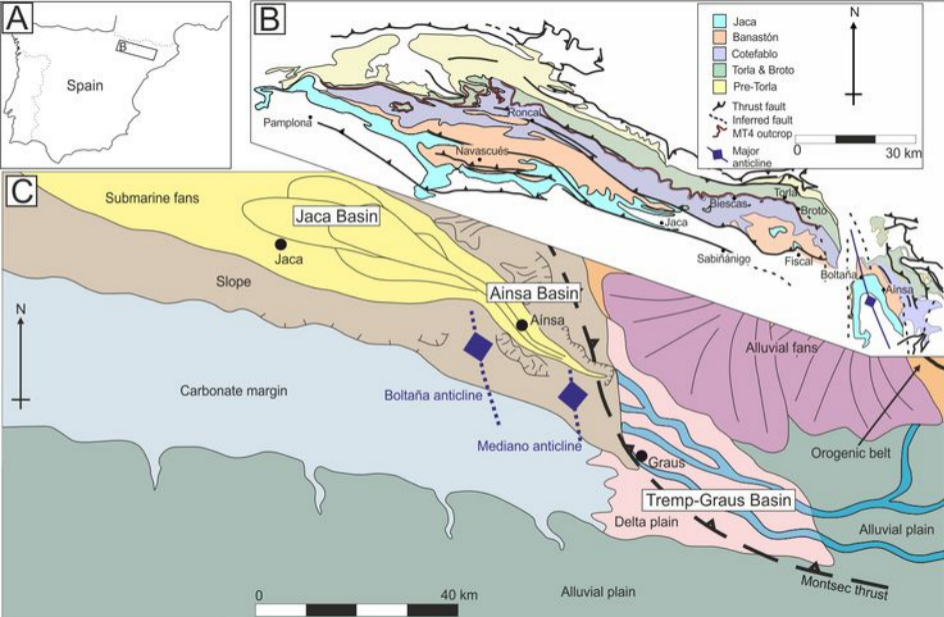 A
B
Spain
B
N
Jaca
Banastón
Cotefablo
Torla & Broto
Pre-Torla
Thrust fault
Inferred fault
MT4 outcrop
Major
anticline
0
30 km
Pamplona
Roncal
Navascués
Jaca
Biescas
Torla
Broto
Sabiñánigo
Fiscal
Boltaña
Aínsa
C
Submarine fans
Jaca Basin
Jaca
Slope
Ainsa Basin
Aínsa
N
Carbonate margin
Boltaña anticline
Mediano anticline
Alluvial fans
Orogenic belt
Graus
Tremp-Graus Basin
Delta plain
Alluvial plain
Montsec thrust
Alluvial plain
0
40 km